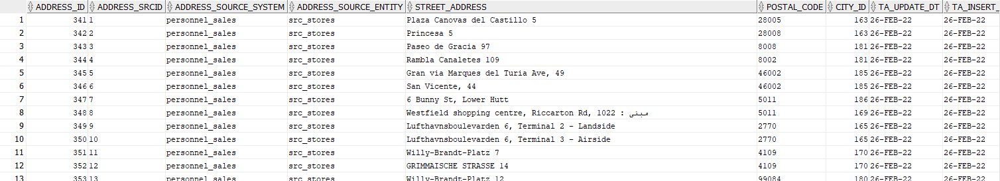 ADDRESS_ID ADDRESS_SRCID ADDRESS_SOURCE_SYSTEM ADDRESS_SOURCE_ENTITY STREET_ADDRESS POSTAL_CODE CITY_ID TA_UPDATE_DT TA_INSERT_
1 341 1 personnel_sales src_stores Plaza Canovas del Castillo 5 28005 163 26-FEB-22 26-FEB-22
2 342 2 personnel_sales src_stores Princesa 5 28008 163 26-FEB-22 26-FEB-22
3 343 3 personnel_sales src_stores Paseo de Gracia 97 8008 181 26-FEB-22 26-FEB-22
4 344 4 personnel_sales src_stores Rambla Canaletes 109 8002 181 26-FEB-22 26-FEB-22
5 345 5 personnel_sales src_stores Gran via Marques del Turia Ave, 49 46002 185 26-FEB-22 26-FEB-22
6 346 6 personnel_sales src_stores San Vicente, 44 46002 185 26-FEB-22 26-FEB-22
7 347 7 personnel_sales src_stores 6 Bunny St, Lower Hutt 5011 186 26-FEB-22 26-FEB-22
8 348 8 personnel_sales src_stores Westfield shopping centre, Riccarton Rd, 1022 : مبنى 5011 169 26-FEB-22 26-FEB-22
9 349 9 personnel_sales src_stores Lufthavnsboulevarden 6, Terminal 2 - Landside 2770 165 26-FEB-22 26-FEB-22
10 350 10 personnel_sales src_stores Lufthavnsboulevarden 6, Terminal 3 - Airside 2770 165 26-FEB-22 26-FEB-22
11 351 11 personnel_sales src_stores Willy-Brandt-Platz 7 4109 170 26-FEB-22 26-FEB-22
12 352 12 personnel_sales src_stores GRIMMAISCHE STRASSE 14 4109 170 26-FEB-22 26-FEB-22
13 353 13 personnel_sales src_stores Willy-Brandt-Platz 12 99084 180 26-FEB-22 26-FEB-22